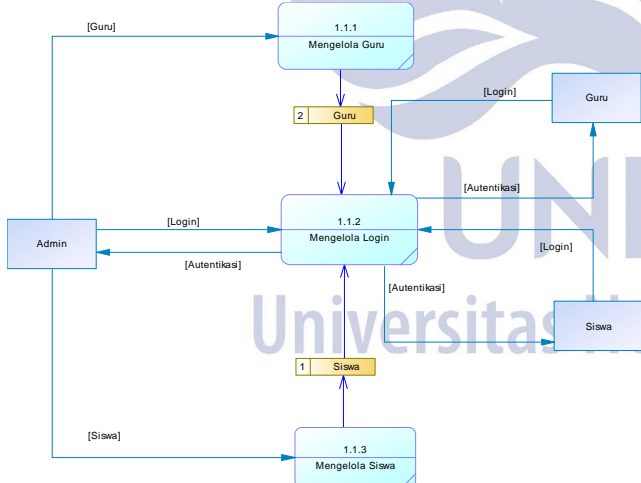 [Guru]
1.1.1
Mengelola Guru
2 Guru
[Login]
Guru
[Autentikasi]
1.1.2
Mengelola Login
[Login]
[Autentikasi]
Admin
[Login]
[Autentikasi]
Siswa
1 Siswa
[Siswa]
1.1.3
Mengelola Siswa
UN
Universitas